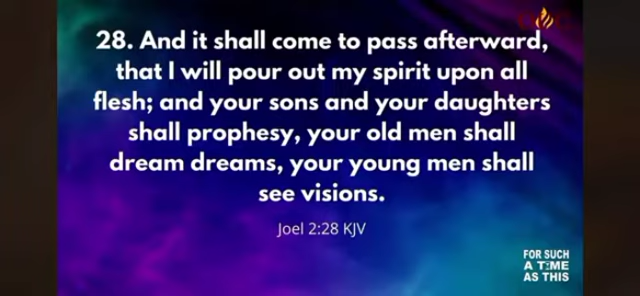 28. And it shall come to pass afterward,
that I will pour out my spirit upon all
flesh; and your sons and your daughters
shall prophesy, your old men shall
dream dreams, your young men shall
see visions.
Joel 2:28 KJV
FOR SUCH
A TIME
AS THIS